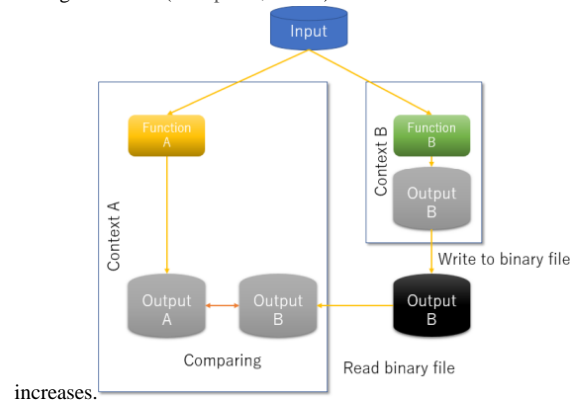 Input
Function
A
Function
B
Context B
Output
B
Context A
Write to binary file
Output
A
Output
B
Output
B
Comparing
Read binary file
increases.